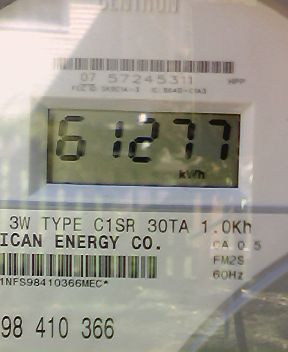 CENTRON
07 57245311
61277
kWh
3W TYPE C1SR 30TA 1.0Kh
ICAN ENERGY CO. CA 0.5
FM2S
1NFS98410366MEC* 60Hz
98 410 366